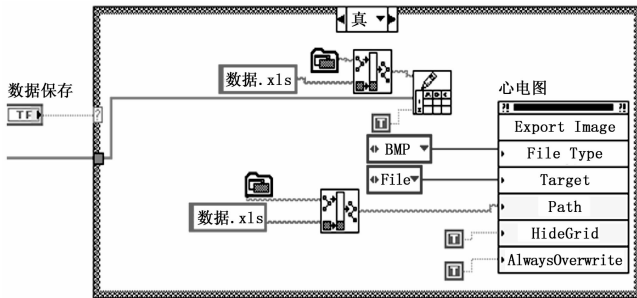 真
数据保存
TF
?
数据.xls
T
心电图
?! ?!
Export Image
BMP
File Type
File
Target
数据.xls
Path
T
HideGrid
T
AlwaysOverwrite